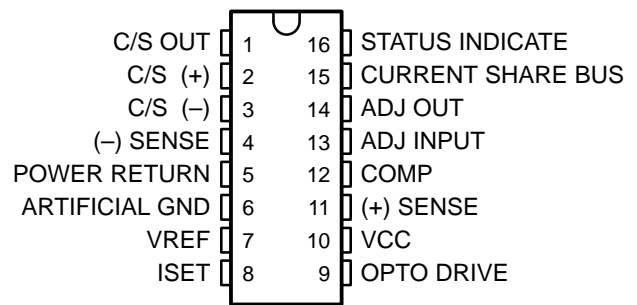 C/S OUT 1 16 STATUS INDICATE
C/S (+) 2 15 CURRENT SHARE BUS
C/S (–) 3 14 ADJ OUT
(–) SENSE 4 13 ADJ INPUT
POWER RETURN 5 12 COMP
ARTIFICIAL GND 6 11 (+) SENSE
VREF 7 10 VCC
ISET 8 9 OPTO DRIVE